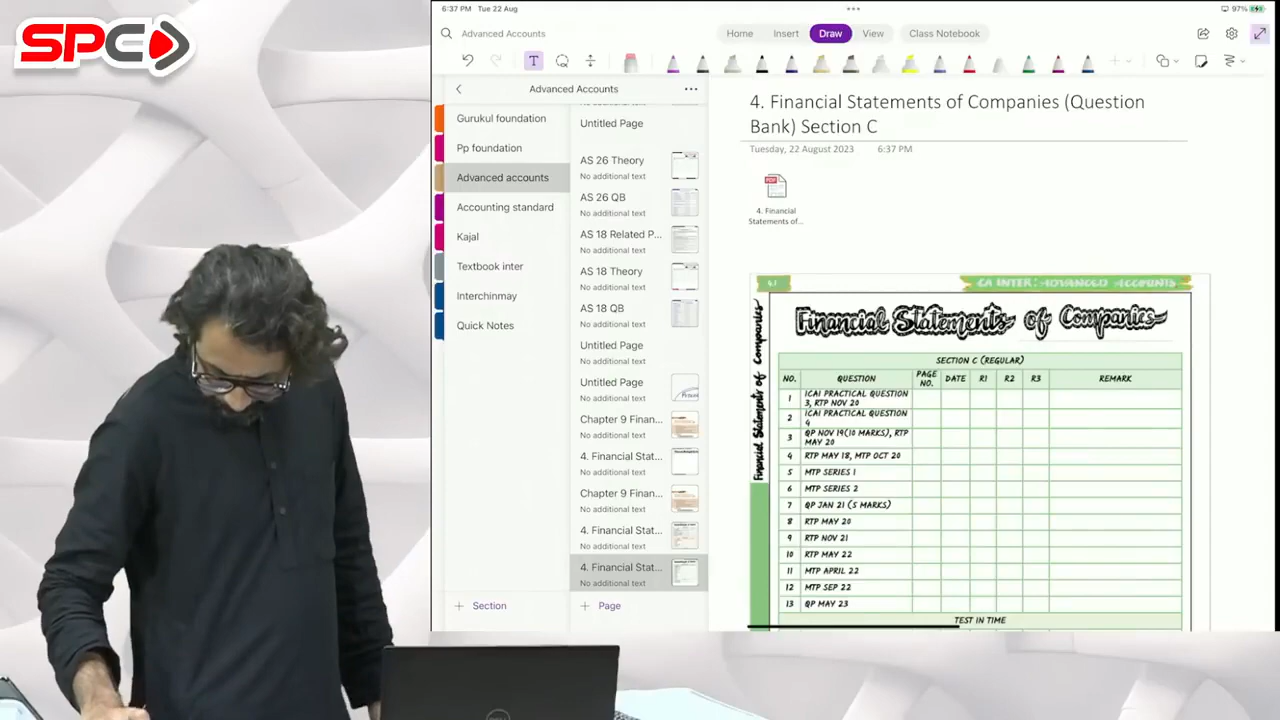 SPC
6:37 PM Tue 22 Aug
97%
Advanced Accounts
Home Insert Draw View Class Notebook
Advanced Accounts
Gurukul foundation
Pp foundation
Advanced accounts
Accounting standard
Kajal
Textbook inter
Interchinmay
Quick Notes
+ Section
Untitled Page
AS 26 Theory
No additional text
AS 26 QB
No additional text
AS 18 Related P...
No additional text
AS 18 Theory
No additional text
AS 18 QB
No additional text
Untitled Page
No additional text
Untitled Page
No additional text
Chapter 9 Finan...
No additional text
4. Financial Stat...
No additional text
Chapter 9 Finan...
No additional text
4. Financial Stat...
No additional text
4. Financial Stat...
No additional text
+ Page
4. Financial Statements of Companies (Question
Bank) Section C
Tuesday, 22 August 2023 6:37 PM
PDF
4. Financial
Statements of...
CA INTER: ADVANCED ACCOUNTS
Financial Statements of Companies
Financial Statements of Companies
SECTION C (REGULAR)
NO. QUESTION PAGE NO. DATE R1 R2 R3 REMARK
1 ICAI PRACTICAL QUESTION
3, RTP NOV 20
2 ICAI PRACTICAL QUESTION
4
3 QP NOV 19(10 MARKS), RTP
MAY 20
4 RTP MAY 18, MTP OCT 20
5 MTP SERIES 1
6 MTP SERIES 2
7 QP JAN 21 (5 MARKS)
8 RTP MAY 20
9 RTP NOV 21
10 RTP MAY 22
11 MTP APRIL 22
12 MTP SEP 22
13 QP MAY 23
TEST IN TIME